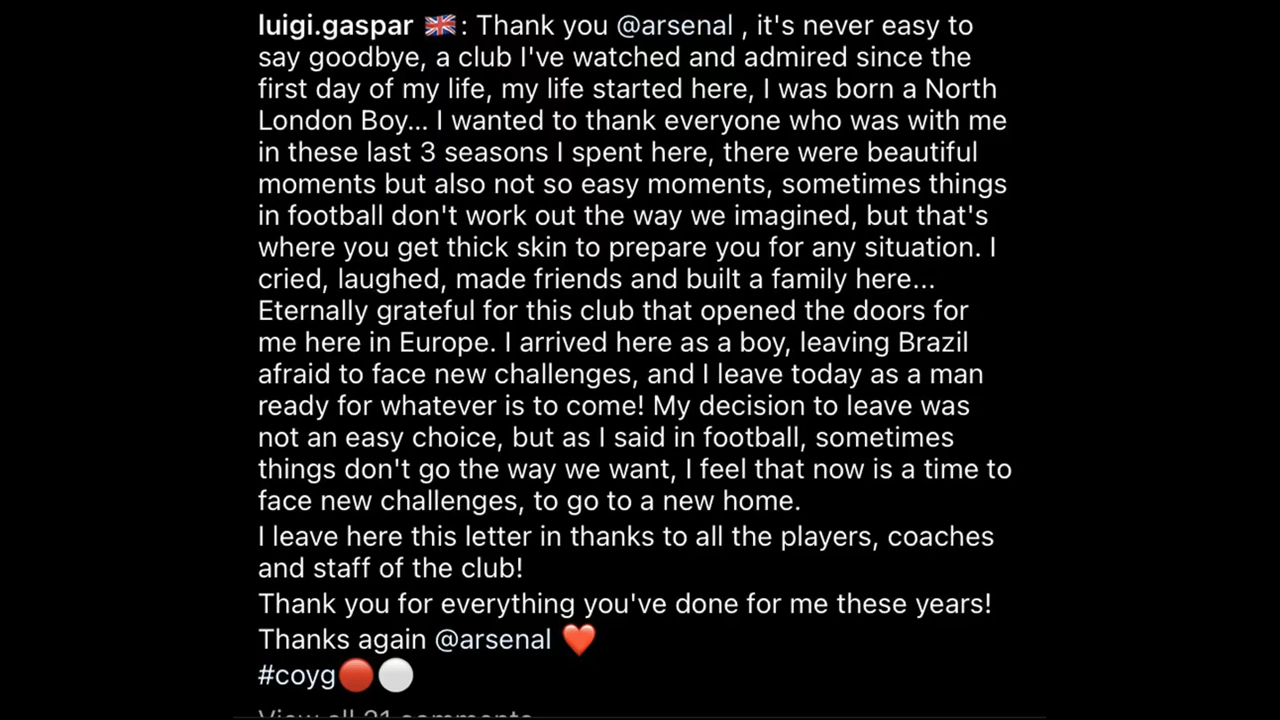 luigi.gaspar 🇬🇧: Thank you @arsenal , it's never easy to
say goodbye, a club I've watched and admired since the
first day of my life, my life started here, I was born a North
London Boy... I wanted to thank everyone who was with me
in these last 3 seasons I spent here, there were beautiful
moments but also not so easy moments, sometimes things
in football don't work out the way we imagined, but that's
where you get thick skin to prepare you for any situation. I
cried, laughed, made friends and built a family here...
Eternally grateful for this club that opened the doors for
me here in Europe. I arrived here as a boy, leaving Brazil
afraid to face new challenges, and I leave today as a man
ready for whatever is to come! My decision to leave was
not an easy choice, but as I said in football, sometimes
things don't go the way we want, I feel that now is a time to
face new challenges, to go to a new home.
I leave here this letter in thanks to all the players, coaches
and staff of the club!
Thank you for everything you've done for me these years!
Thanks again @arsenal ❤️
#coyg🔴⚪
View all 21 comments